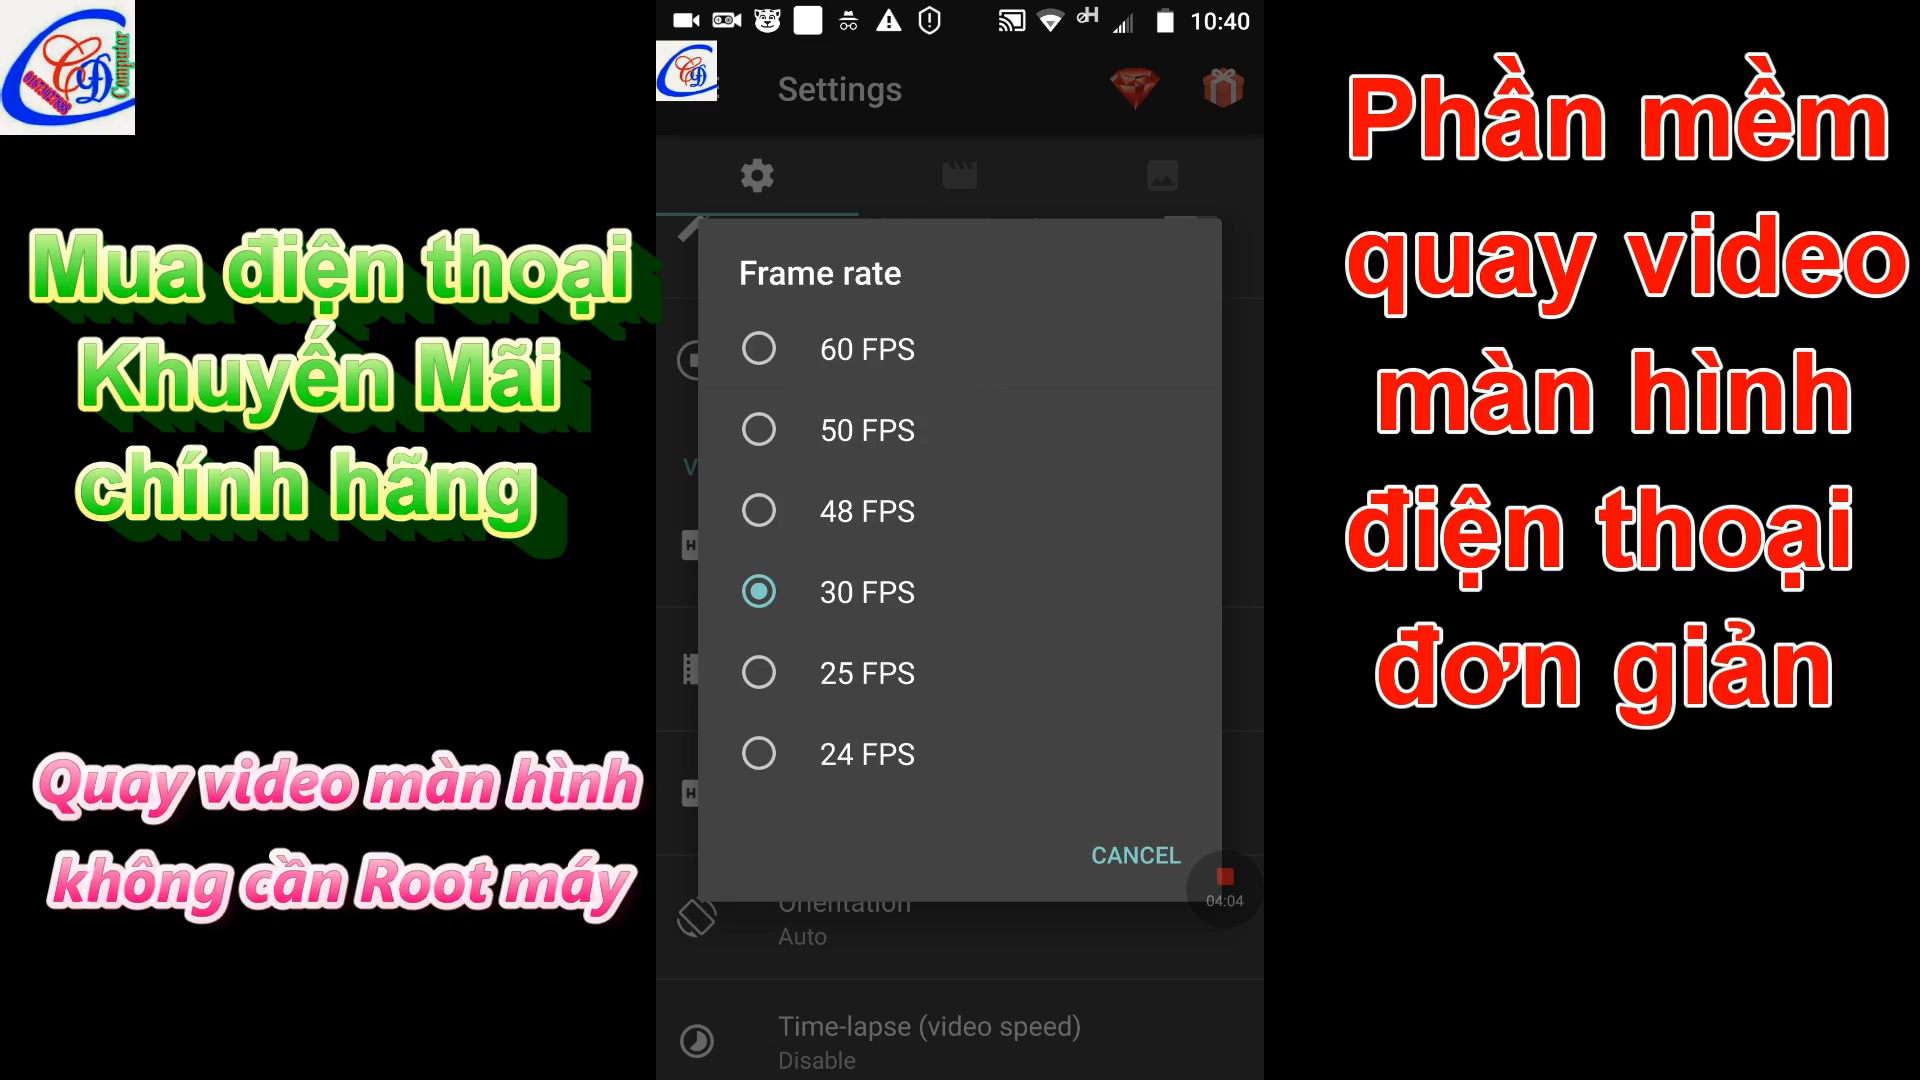 Computer
Mua điện thoại
Khuyến Mãi
chính hãng
Quay video màn hình
không cần Root máy
10:40
Settings
Frame rate
60 FPS
50 FPS
48 FPS
30 FPS
25 FPS
24 FPS
CANCEL
04:04
Orientation
Auto
Time-lapse (video speed)
Disable
Phần mềm
quay video
màn hình
điện thoại
đơn giản